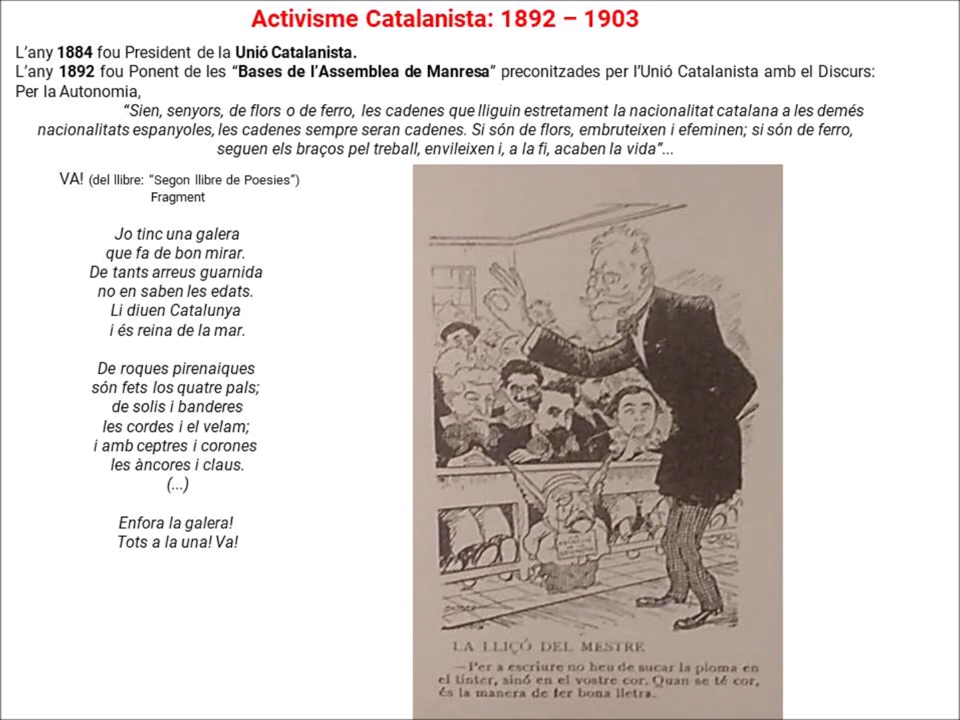 Activisme Catalanista: 1892 – 1903
L'any 1884 fou President de la Unió Catalanista.
L'any 1892 fou Ponent de les “Bases de l'Assemblea de Manresa” preconitzades per l'Unió Catalanista amb el Discurs:
Per la Autonomia,
“Sien, senyors, de flors o de ferro, les cadenes que lliguin estretament la nacionalitat catalana a les demés
nacionalitats espanyoles, les cadenes sempre seran cadenes. Si són de flors, embruteixen i efeminen; si són de ferro,
seguen els braços pel treball, envileixen i, a la fi, acaben la vida”...
VA! (del llibre: “Segon llibre de Poesies”)
Fragment
Jo tinc una galera
que fa de bon mirar.
De tants arreus guarnida
no en saben les edats.
Li diuen Catalunya
i és reina de la mar.
De roques pirenaiques
són fets los quatre pals;
de solis i banderes
les cordes i el velam;
i amb ceptres i corones
les àncores i claus.
(...)
Enfora la galera!
Tots a la una! Va!
LA LLIÇÓ DEL MESTRE
—Per a escriure no heu de sucar la ploma en
el tinter, sinó en el vostre cor. Quan se té cor,
és la manera de fer bona lletra.